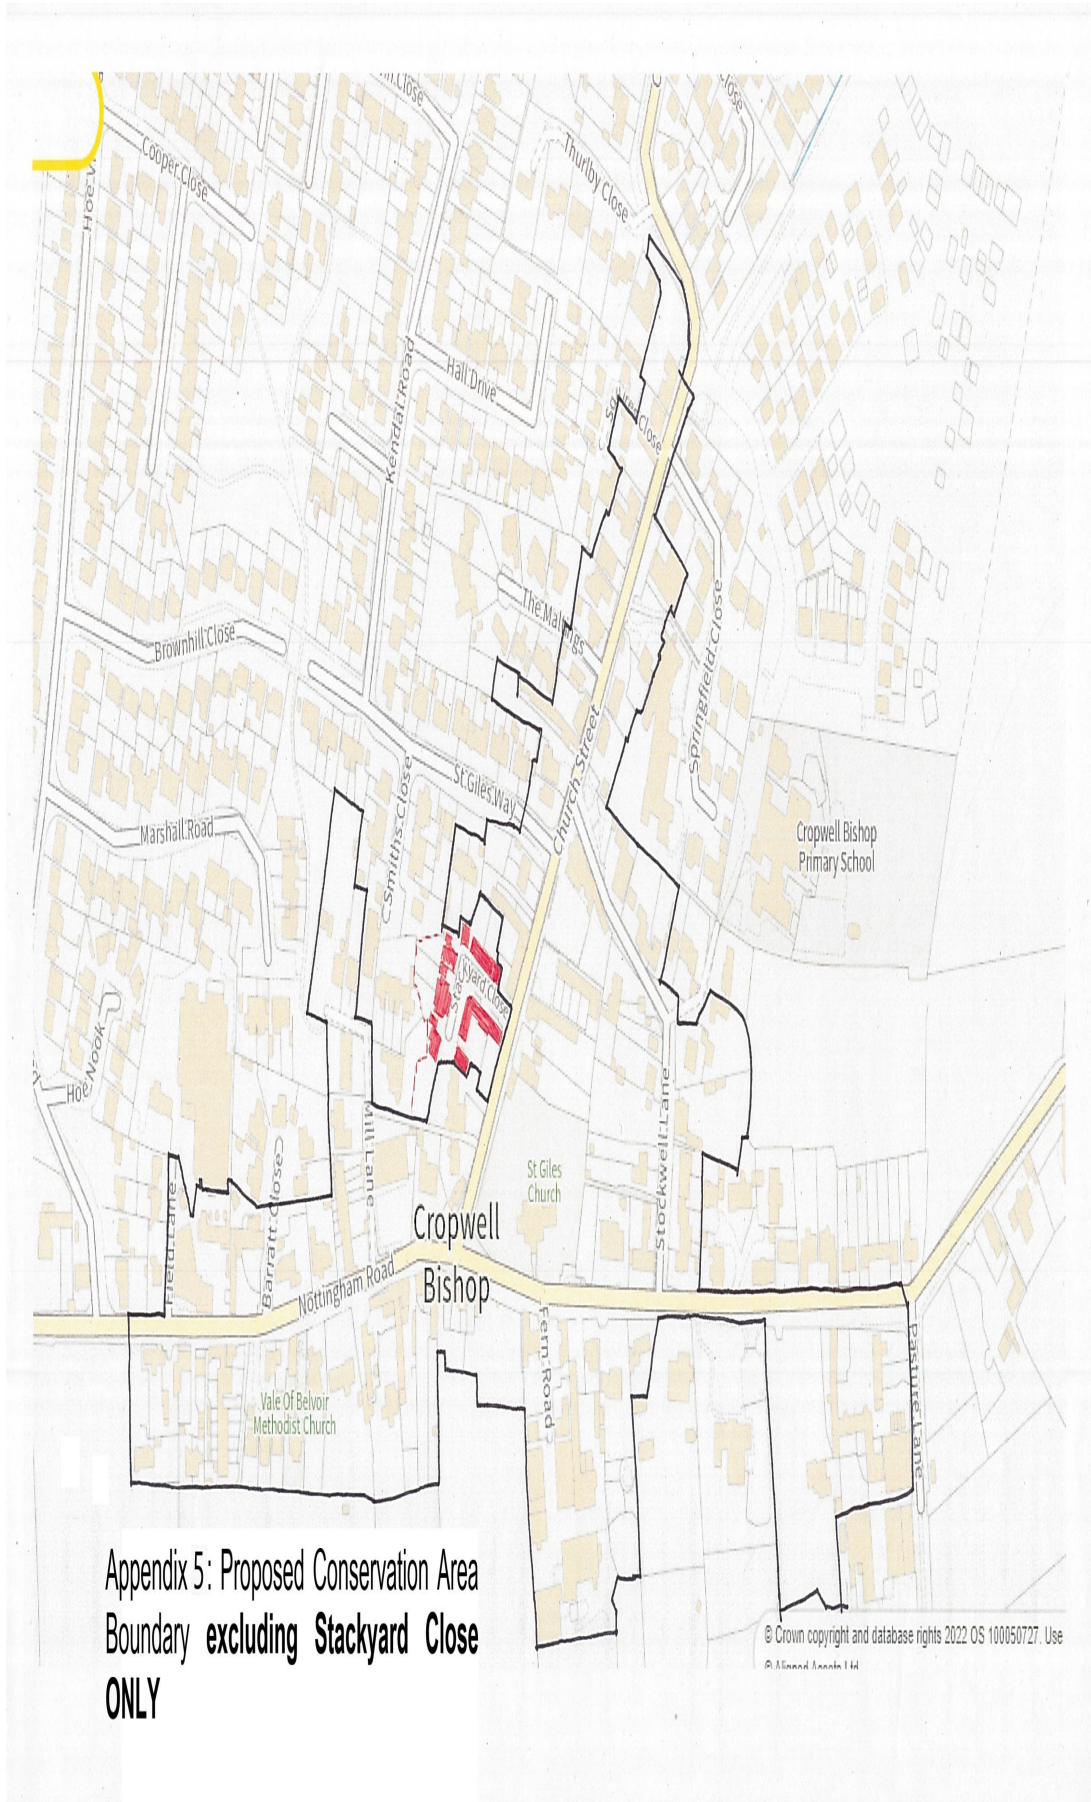 Cooper Close
Thurlby Close
Hall Drive
Kendal Road
Close
The Maltings
Brownhill Close
Springfield Close
St Giles Way
Church Street
Smiths Close
Marshall Road
Cropwell Bishop
Primary School
Hoe Nook
Mill Lane
Stockwell Lane
St Giles
Church
Field Lane
Barratt Close
Cropwell
Bishop
Nottingham Road
Fern Road
Pasture Lane
Vale Of Belvoir
Methodist Church
Appendix 5: Proposed Conservation Area
Boundary excluding Stackyard Close
ONLY
© Crown copyright and database rights 2022 OS 100050727. Use